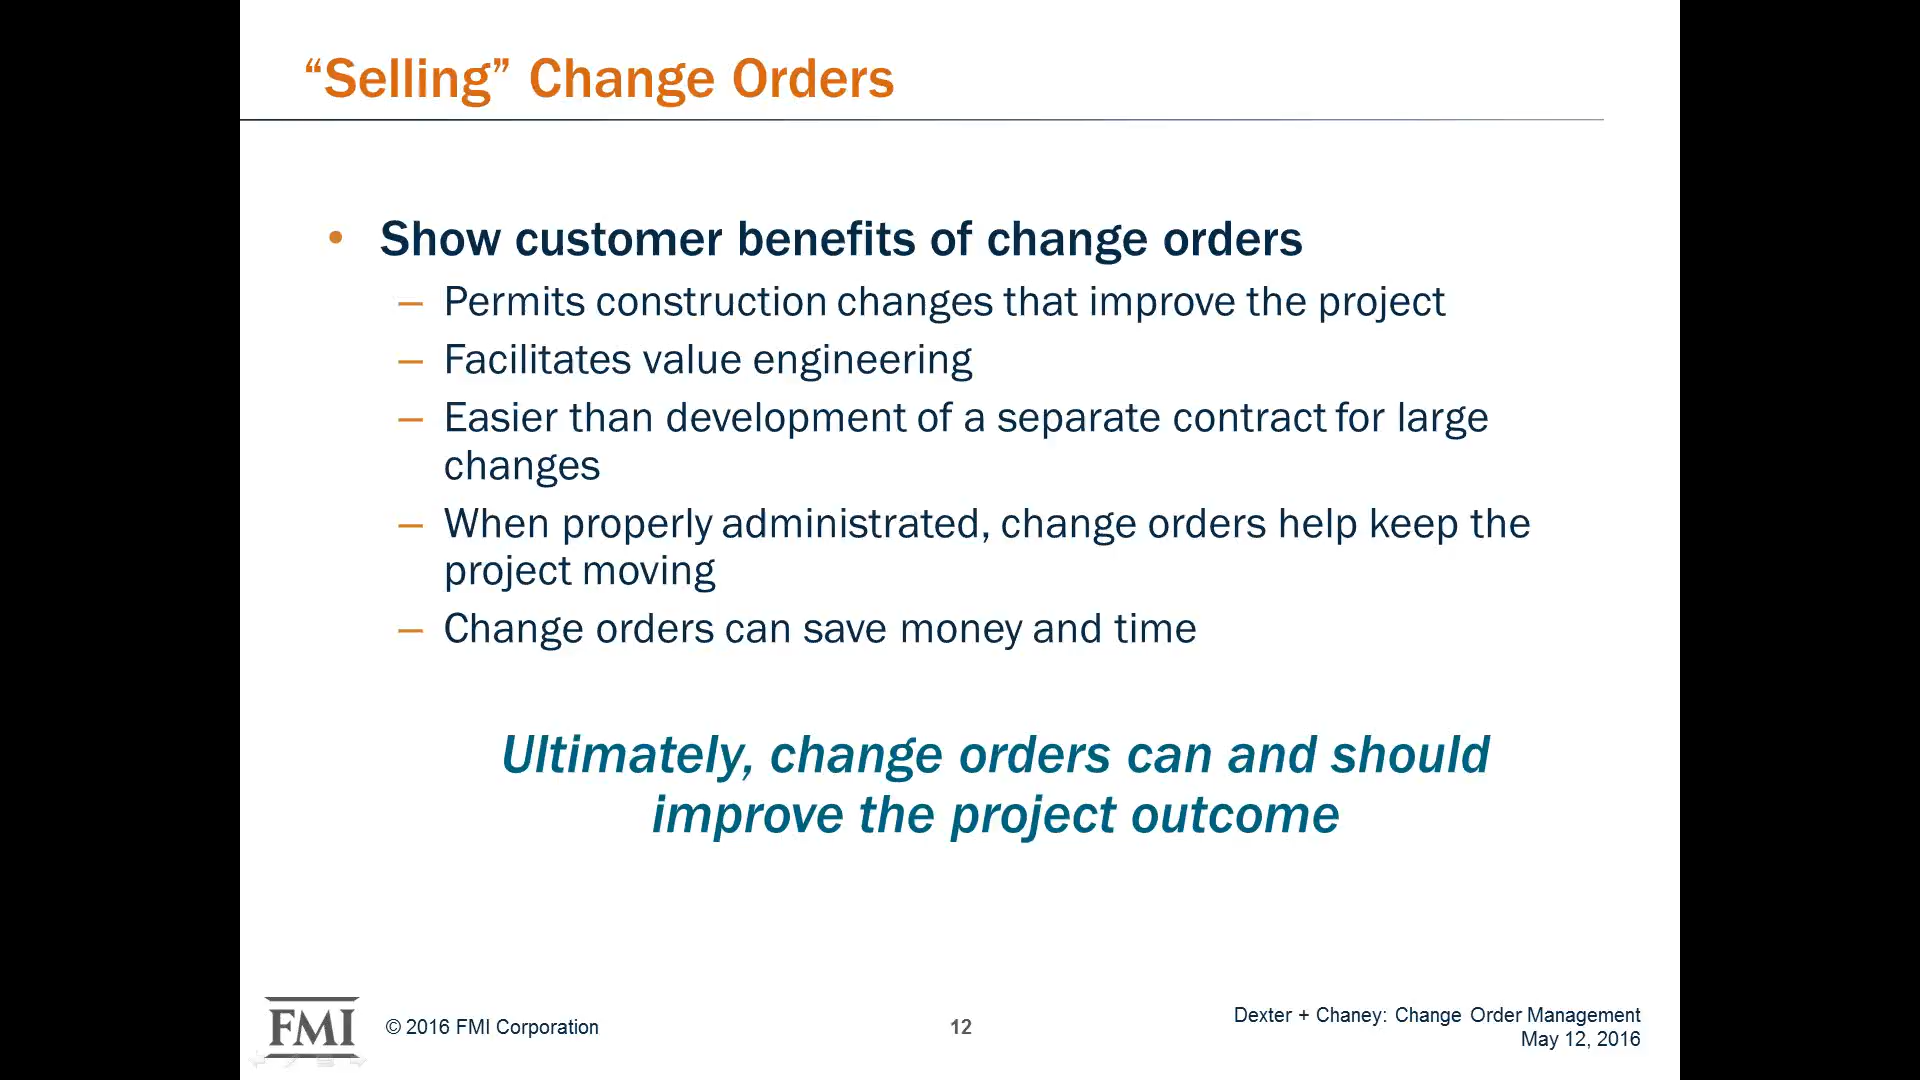 “Selling” Change Orders
• Show customer benefits of change orders
– Permits construction changes that improve the project
– Facilitates value engineering
– Easier than development of a separate contract for large
changes
– When properly administrated, change orders help keep the
project moving
– Change orders can save money and time
Ultimately, change orders can and should
improve the project outcome
FMI
© 2016 FMI Corporation
12
Dexter + Chaney: Change Order Management
May 12, 2016